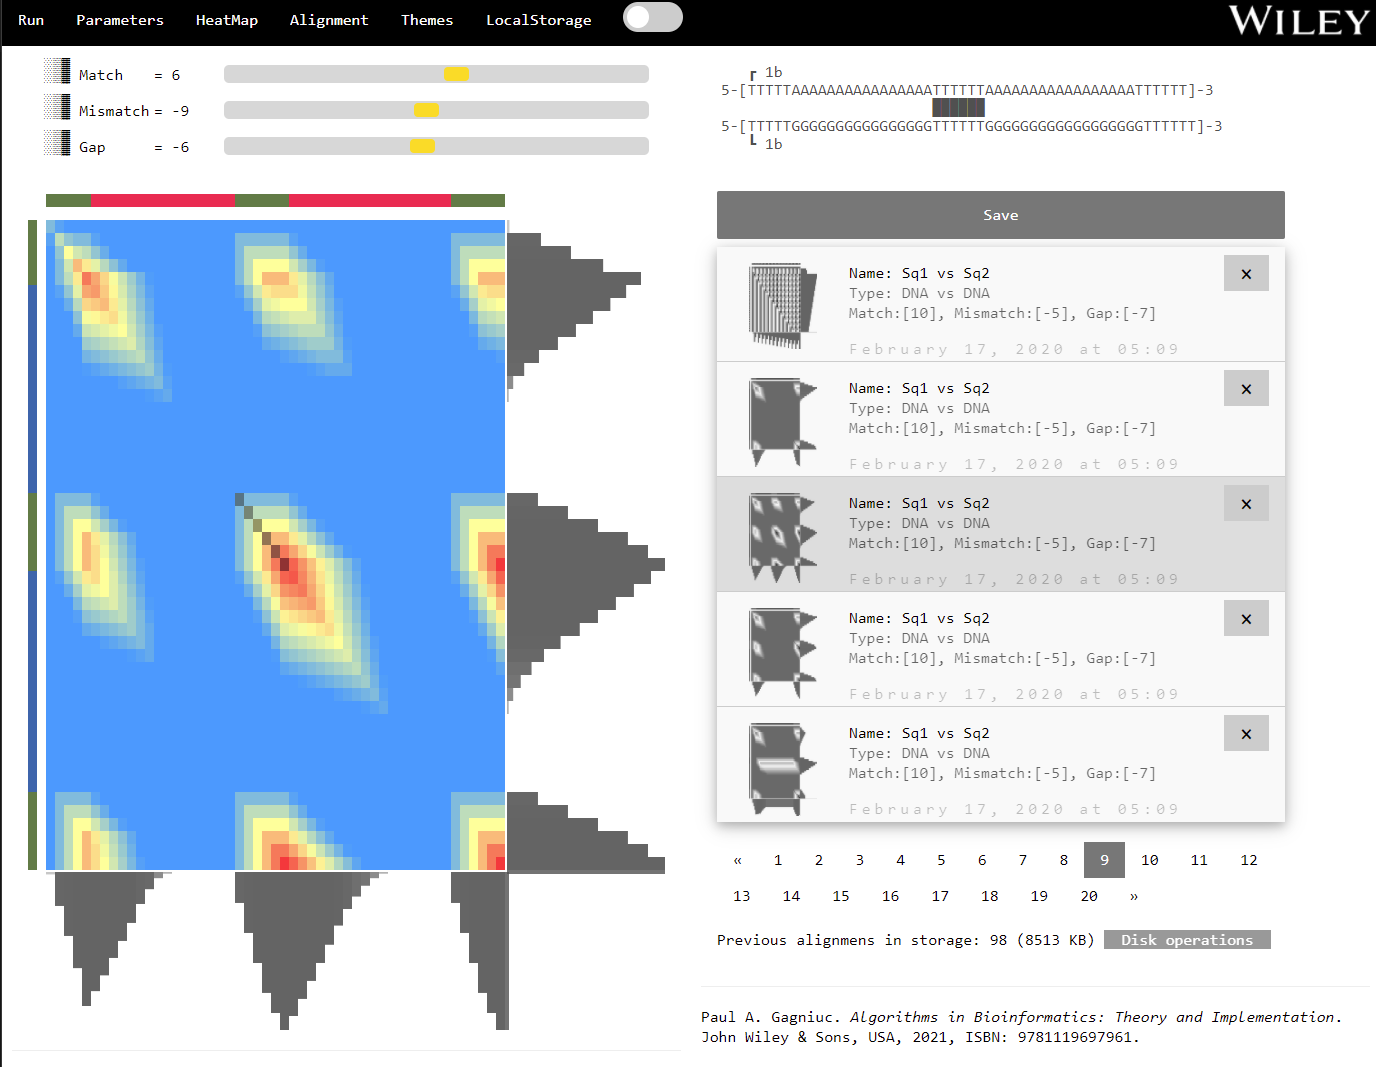 Run Parameters HeatMap Alignment Themes LocalStorage WILEY
Match = 6
Mismatch = -9
Gap = -6
┏ 1b
5-[TTTTTAAAAAAAAAAAAAAAATTTTTTAAAAAAAAAAAAAAAAATTTTTT]-3
5-[TTTTTGGGGGGGGGGGGGGGGTTTTTTGGGGGGGGGGGGGGGGGGTTTTTT]-3
┗ 1b
Save
Name: Sq1 vs Sq2 ×
Type: DNA vs DNA
Match:[10], Mismatch:[-5], Gap:[-7]
February 17, 2020 at 05:09
Name: Sq1 vs Sq2 ×
Type: DNA vs DNA
Match:[10], Mismatch:[-5], Gap:[-7]
February 17, 2020 at 05:09
Name: Sq1 vs Sq2 ×
Type: DNA vs DNA
Match:[10], Mismatch:[-5], Gap:[-7]
February 17, 2020 at 05:09
Name: Sq1 vs Sq2 ×
Type: DNA vs DNA
Match:[10], Mismatch:[-5], Gap:[-7]
February 17, 2020 at 05:09
Name: Sq1 vs Sq2 ×
Type: DNA vs DNA
Match:[10], Mismatch:[-5], Gap:[-7]
February 17, 2020 at 05:09
« 1 2 3 4 5 6 7 8 9 10 11 12
13 14 15 16 17 18 19 20 »
Previous alignmens in storage: 98 (8513 KB) Disk operations
Paul A. Gagniuc. Algorithms in Bioinformatics: Theory and Implementation.
John Wiley & Sons, USA, 2021, ISBN: 9781119697961.